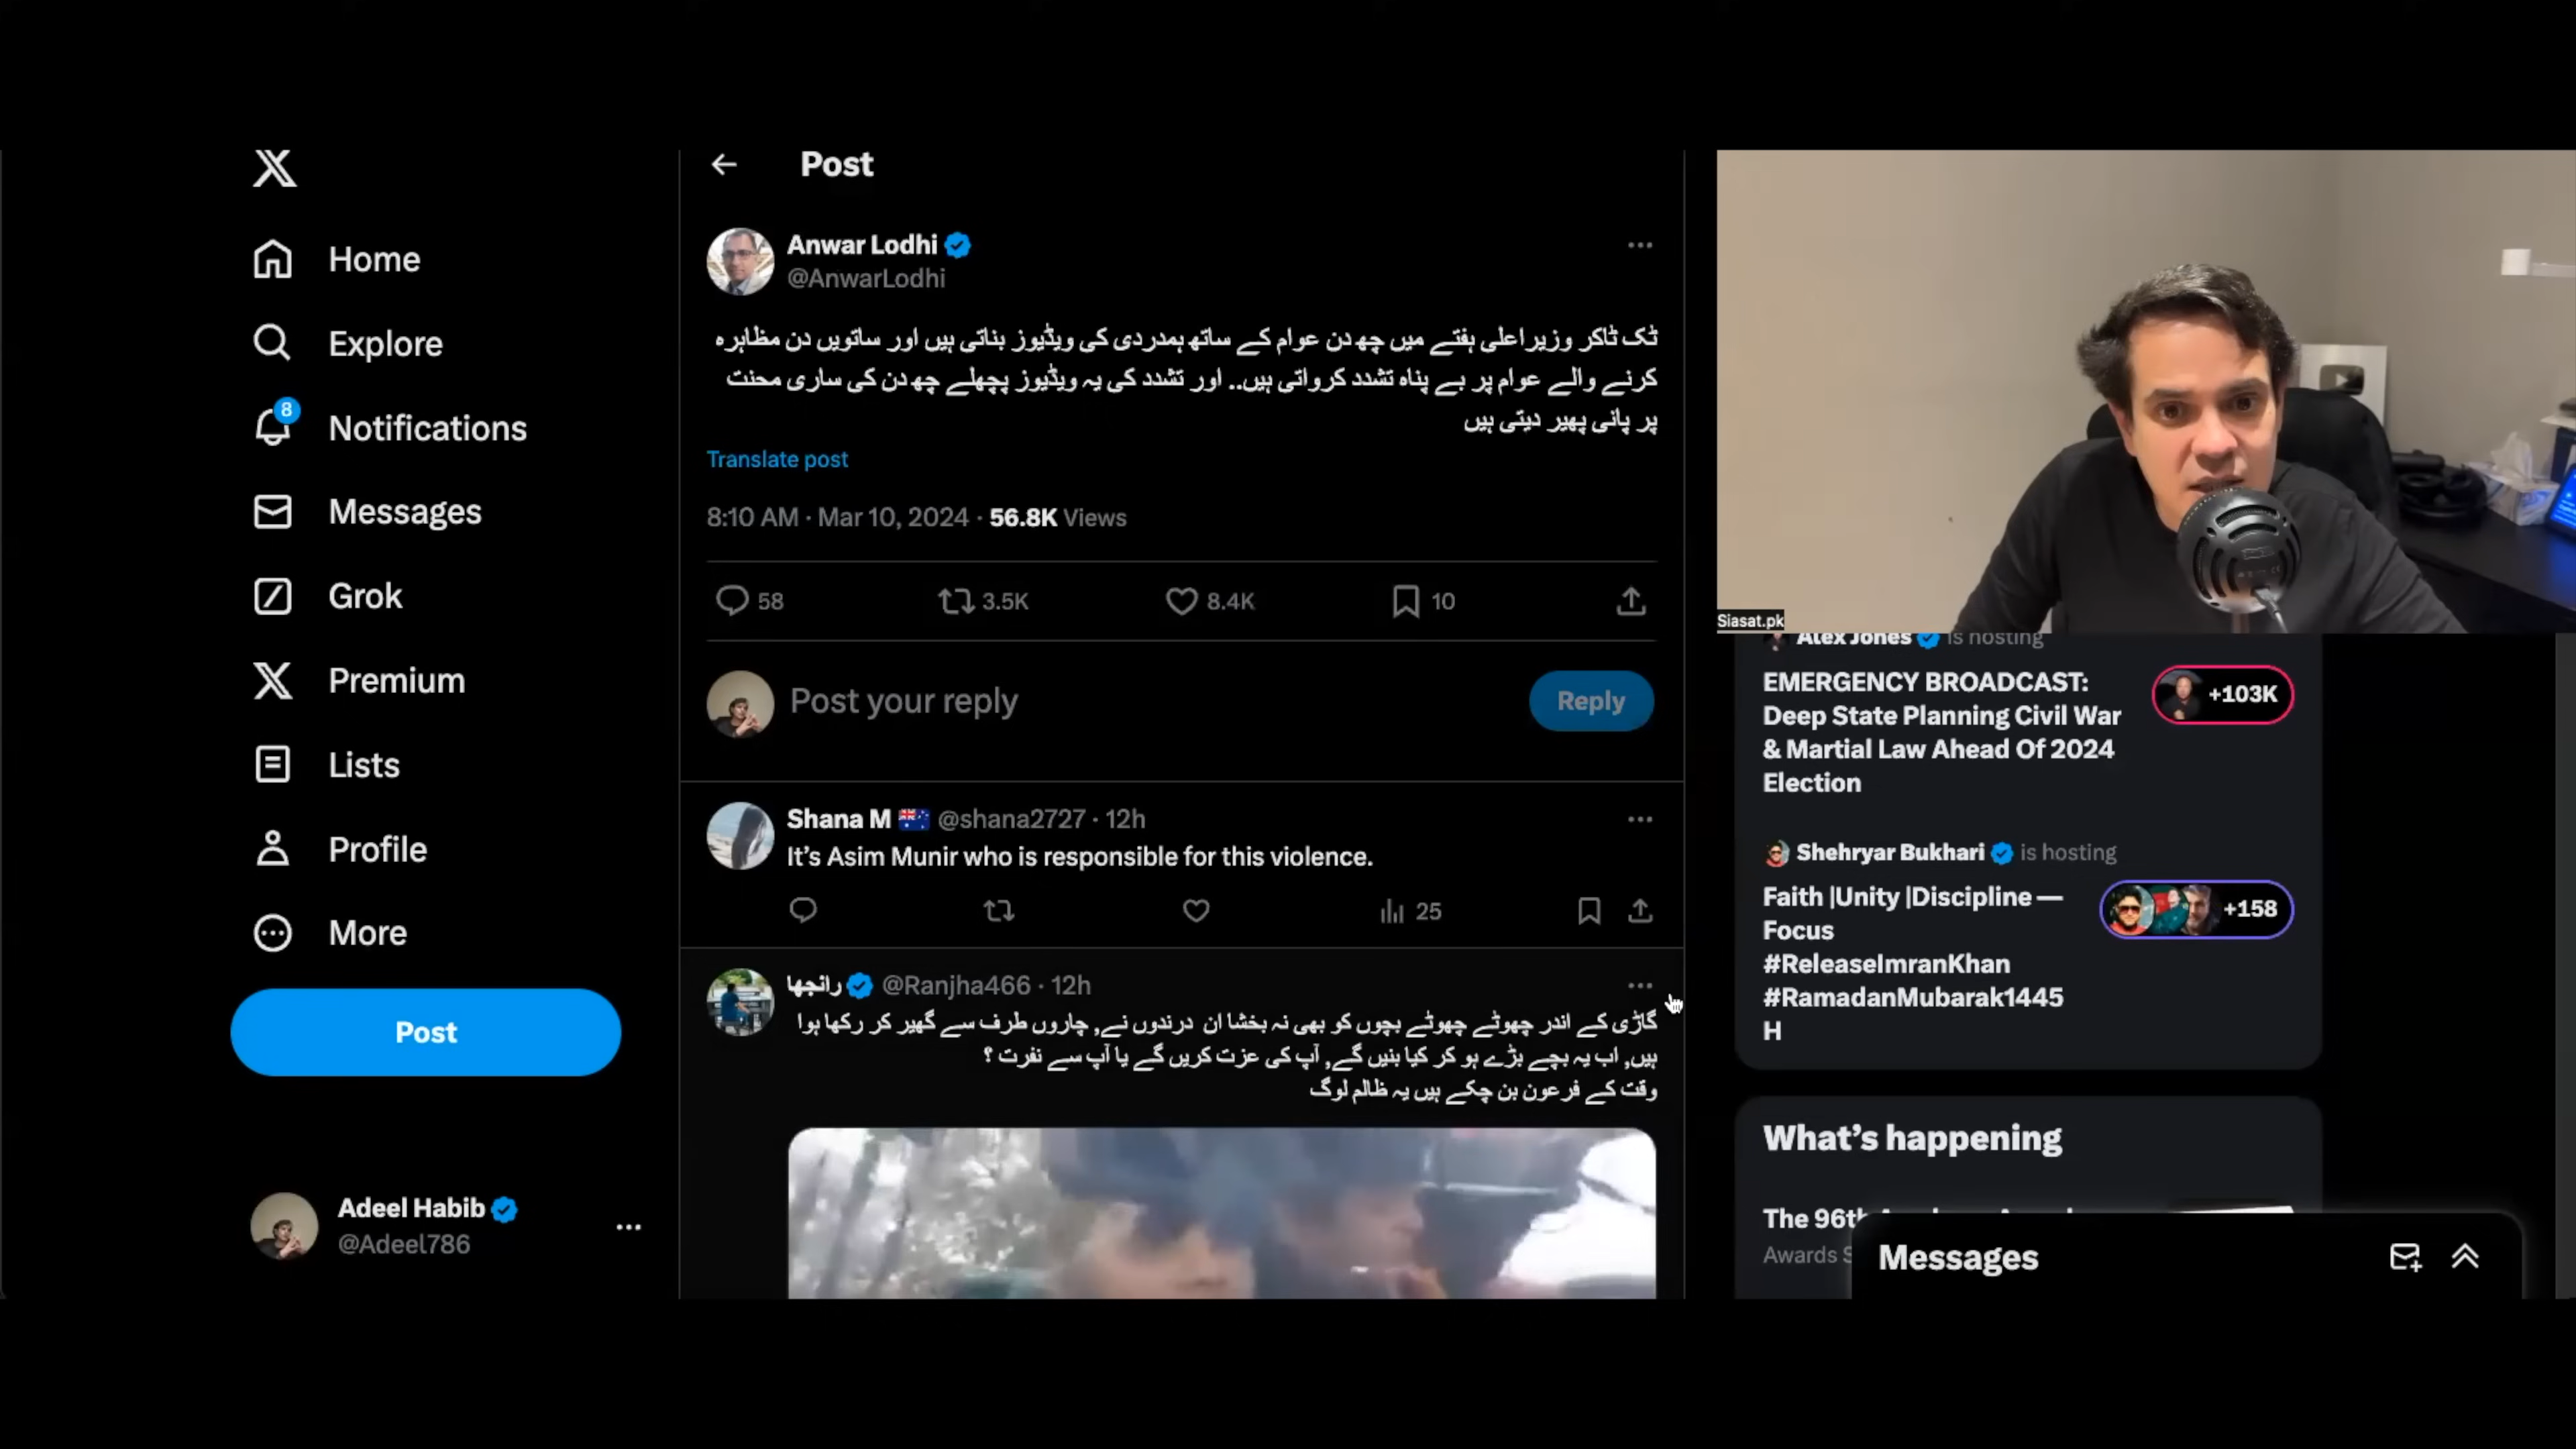 Post
Home
Explore
8
Notifications
Messages
Grok
Premium
Lists
Profile
More
Post
Adeel Habib
@Adeel786
Anwar Lodhi
@AnwarLodhi
ٹک ٹاکر وزیراعلی ہفتے میں چھ دن عوام کے ساتھ ہمدردی کی ویڈیوز بناتی ہیں اور ساتویں دن مظاہرہ
کرنے والے عوام پر بے پناہ تشدد کرواتی ہیں.. اور تشدد کی یہ ویڈیوز پچھلے چھ دن کی ساری محنت
پر پانی پھیر دیتی ہیں
Translate post
8:10 AM · Mar 10, 2024 · 56.8K Views
58 3.5K 8.4K 10
Post your reply
Reply
Shana M @shana2727 · 12h
It's Asim Munir who is responsible for this violence.
25
رانجھا @Ranjha466 · 12h
گاڑی کے اندر چھوٹے چھوٹے بچوں کو بھی نہ بخشا ان درندوں نے, چاروں طرف سے گھیر کر رکھا ہوا
ہیں, اب یہ بچے بڑے ہو کر کیا بنیں گے, آپ کی عزت کریں گے یا آپ سے نفرت ؟
وقت کے فرعون بن چکے ہیں یہ ظالم لوگ
Siasat.pk
Alex Jones is hosting
EMERGENCY BROADCAST:
Deep State Planning Civil War
& Martial Law Ahead Of 2024
Election
+103K
Shehryar Bukhari is hosting
Faith |Unity |Discipline —
Focus
#ReleaseImranKhan
#RamadanMubarak1445
H
+158
What's happening
The 96th
Awards
Messages